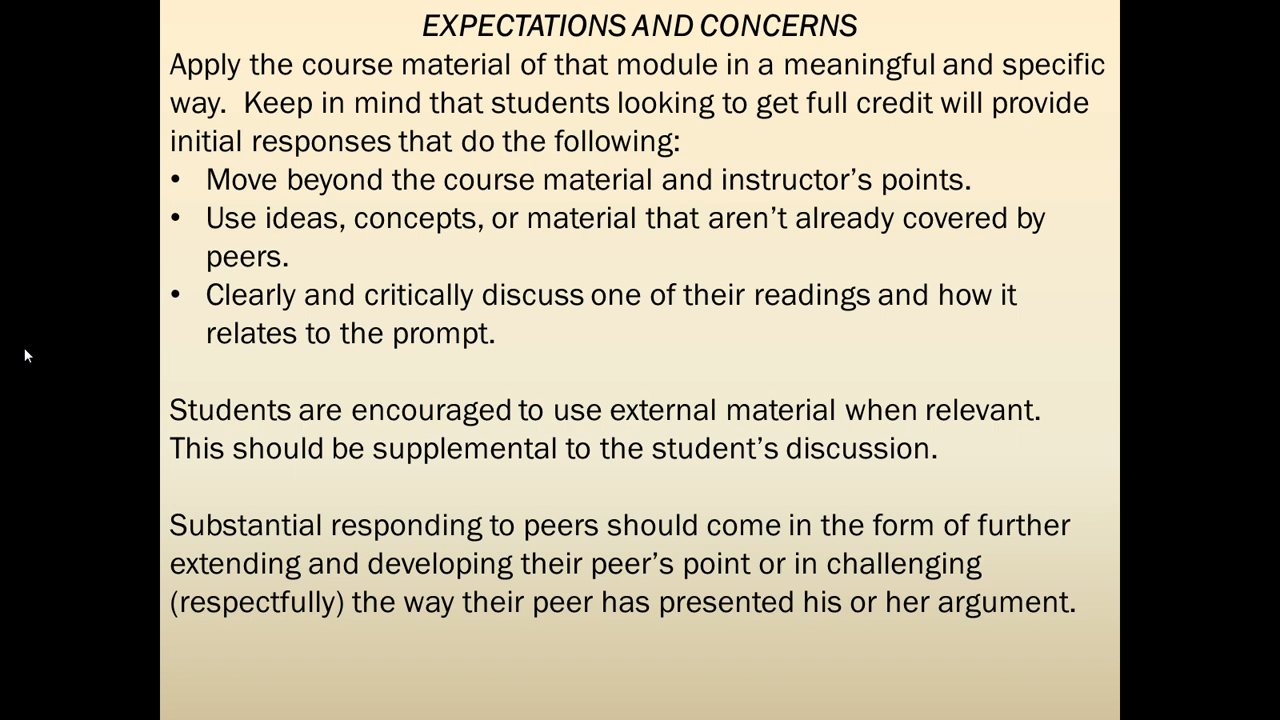 EXPECTATIONS AND CONCERNS
Apply the course material of that module in a meaningful and specific
way.  Keep in mind that students looking to get full credit will provide
initial responses that do the following:
• Move beyond the course material and instructor’s points.
• Use ideas, concepts, or material that aren’t already covered by
peers.
• Clearly and critically discuss one of their readings and how it
relates to the prompt.
Students are encouraged to use external material when relevant.
This should be supplemental to the student’s discussion.
Substantial responding to peers should come in the form of further
extending and developing their peer’s point or in challenging
(respectfully) the way their peer has presented his or her argument.